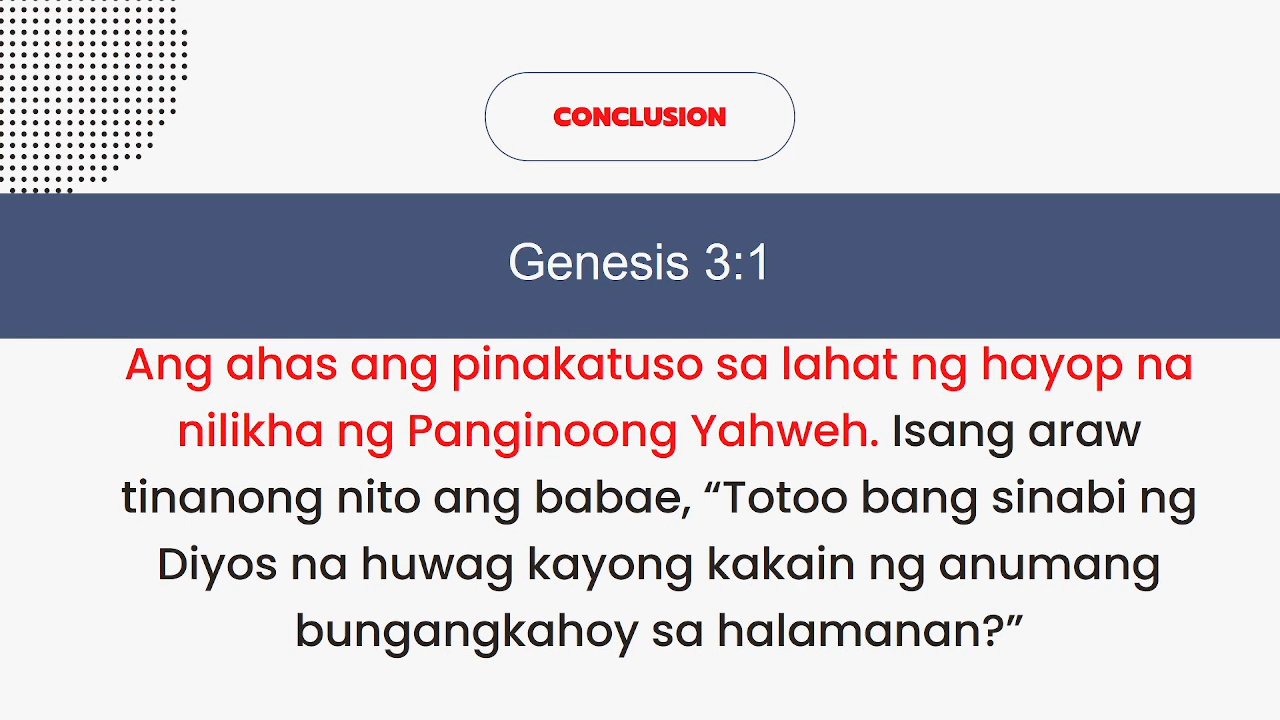 CONCLUSION
Genesis 3:1
Ang ahas ang pinakatuso sa lahat ng hayop na
nilikha ng Panginoong Yahweh. Isang araw
tinanong nito ang babae, “Totoo bang sinabi ng
Diyos na huwag kayong kakain ng anumang
bungangkahoy sa halamanan?”